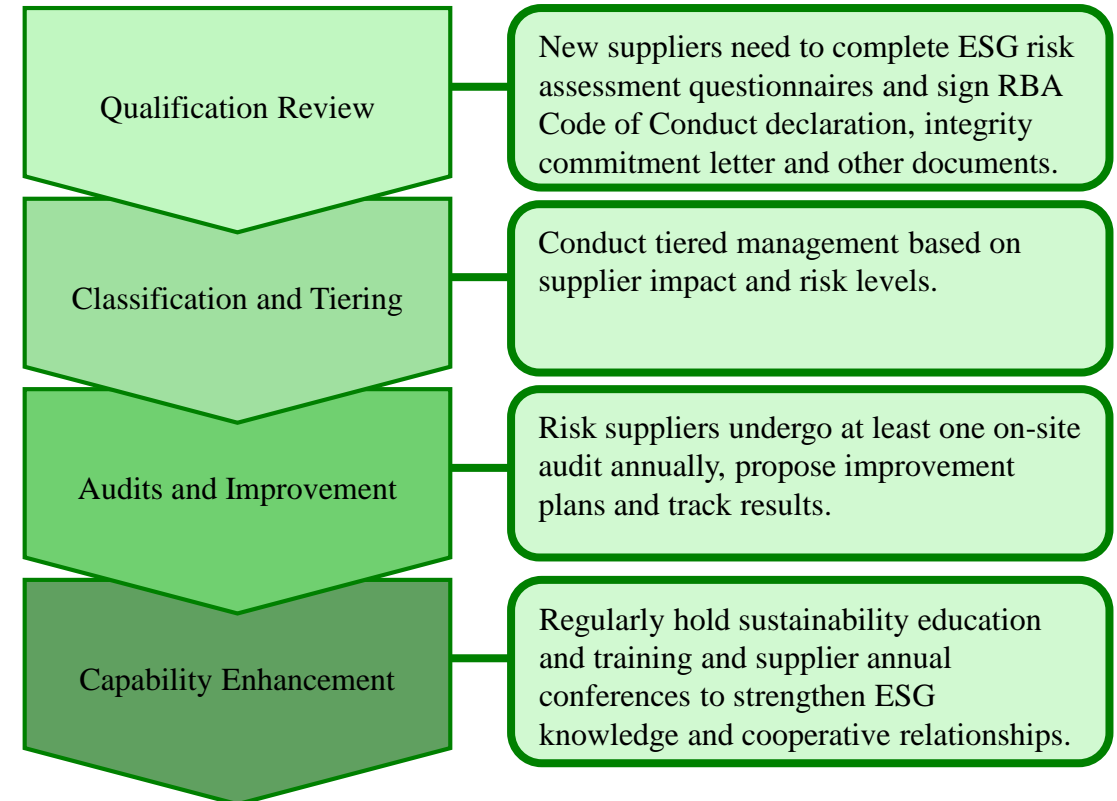 Qualification Review
New suppliers need to complete ESG risk
assessment questionnaires and sign RBA
Code of Conduct declaration, integrity
commitment letter and other documents.
Classification and Tiering
Conduct tiered management based on
supplier impact and risk levels.
Audits and Improvement
Risk suppliers undergo at least one on-site
audit annually, propose improvement
plans and track results.
Capability Enhancement
Regularly hold sustainability education
and training and supplier annual
conferences to strengthen ESG
knowledge and cooperative relationships.